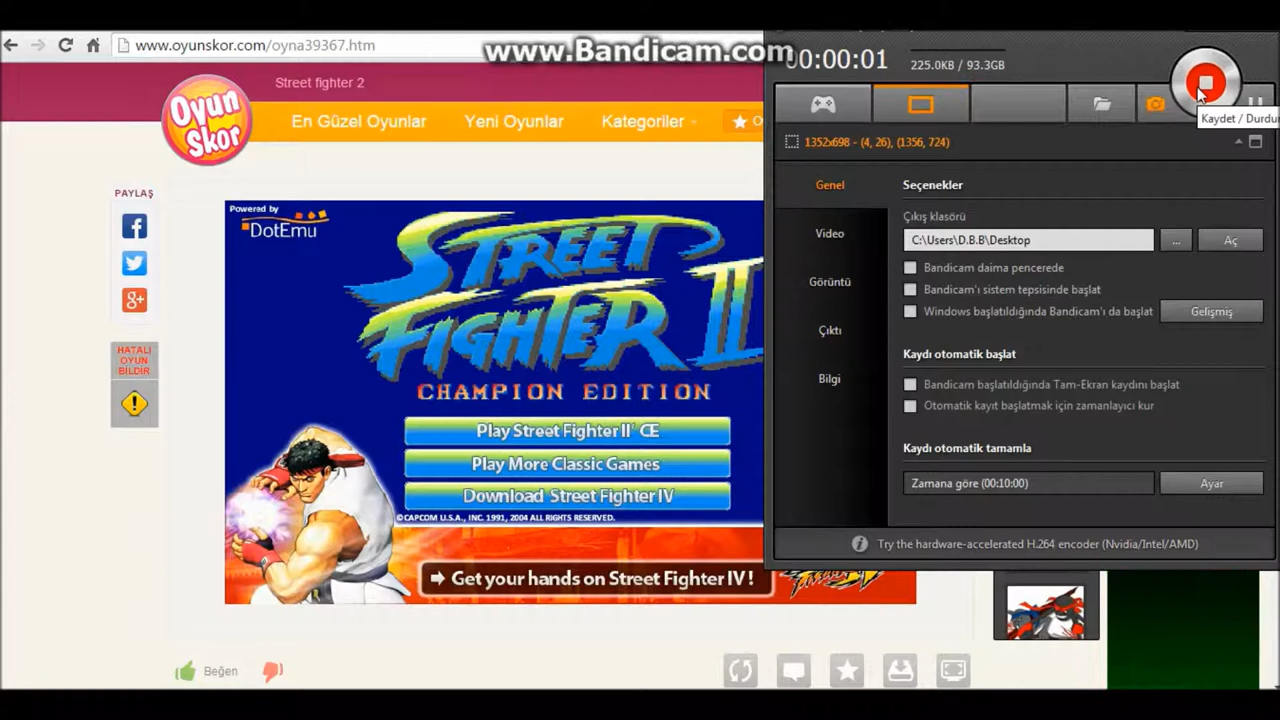 www.oyunskor.com/oyna39367.htm
www.Bandicam.com
00:00:01
225.0KB / 93.3GB
Street fighter 2
Oyun
Skor
En Güzel Oyunlar
Yeni Oyunlar
Kategoriler
O
Kaydet / Durdur
1352x698 - (4, 26), (1356, 724)
PAYLAŞ
HATALI
OYUN
BİLDİR
Powered by
DotEmu
STREET
FIGHTER II
CHAMPION EDITION
Play Street Fighter II' CE
Play More Classic Games
Download Street Fighter IV
©CAPCOM U.S.A., INC. 1991, 2004 ALL RIGHTS RESERVED.
Get your hands on Street Fighter IV !
Beğen
Genel
Video
Görüntü
Çıktı
Bilgi
Seçenekler
Çıkış klasörü
C:\Users\D.B.B\Desktop
...
Aç
Bandicam daima pencerede
Bandicam'ı sistem tepsisinde başlat
Windows başlatıldığında Bandicam'ı da başlat
Gelişmiş
Kaydı otomatik başlat
Bandicam başlatıldığında Tam-Ekran kaydını başlat
Otomatik kayıt başlatmak için zamanlayıcı kur
Kaydı otomatik tamamla
Zamana göre (00:10:00)
Ayar
Try the hardware-accelerated H.264 encoder (Nvidia/Intel/AMD)